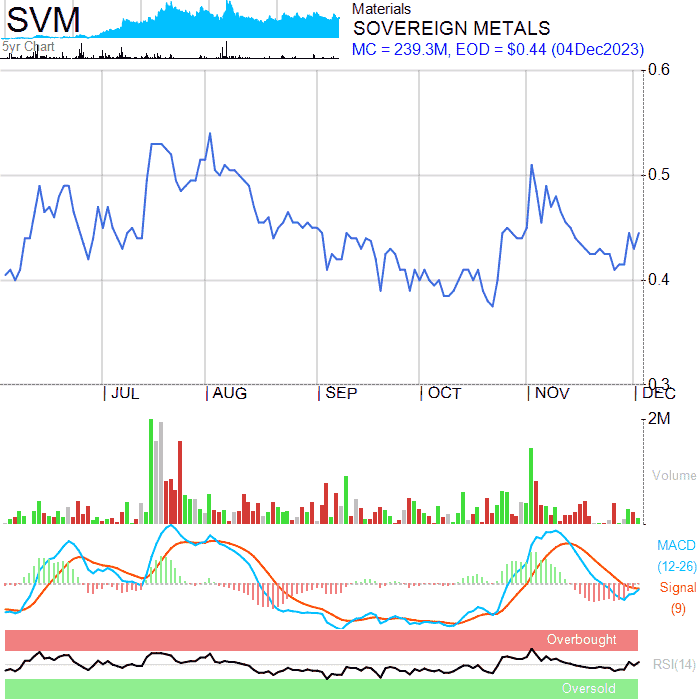 SVM
5yr Chart
Materials
SOVEREIGN METALS
MC = 239.3M, EOD = $0.44 (04Dec2023)
0.6
0.5
0.4
0.3
JUL AUG SEP OCT NOV DEC
2M
Volume
MACD
(12-26)
Signal
(9)
Overbought
RSI(14)
Oversold